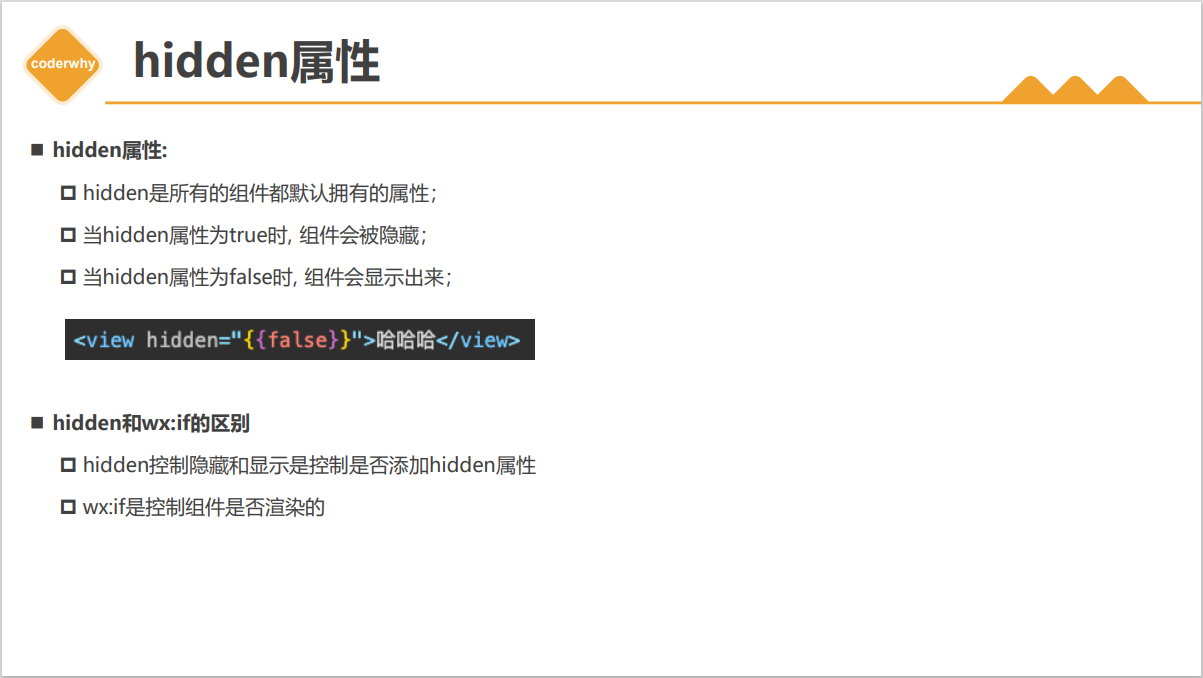 coderwhy
hidden属性
hidden属性:
hidden是所有的组件都默认拥有的属性；
当hidden属性为true时, 组件会被隐藏；
当hidden属性为false时, 组件会显示出来；
<view hidden="{{false}}">哈哈哈</view>
hidden和wx:if的区别
hidden控制隐藏和显示是控制是否添加hidden属性
wx:if是控制组件是否渲染的